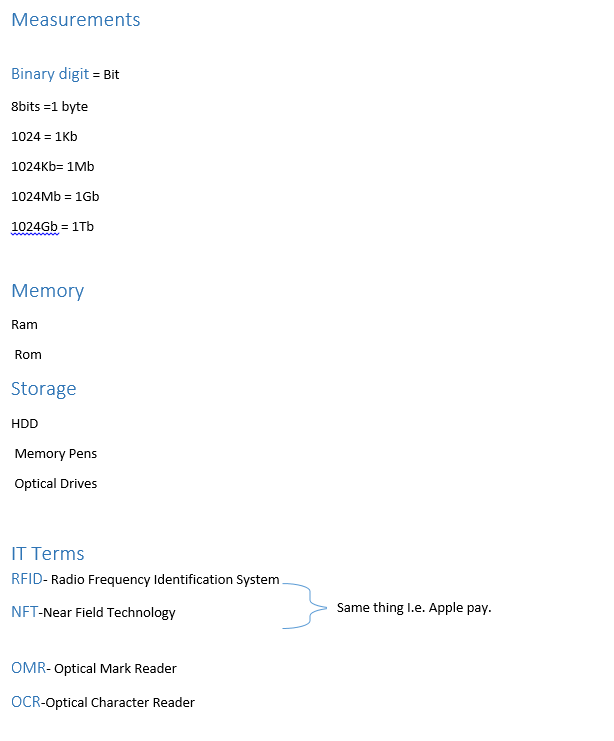 Measurements
Binary digit = Bit
8bits =1 byte
1024 = 1Kb
1024Kb= 1Mb
1024Mb = 1Gb
1024Gb = 1Tb
Memory
Ram
Rom
Storage
HDD
Memory Pens
Optical Drives
IT Terms
RFID- Radio Frequency Identification System
NFT-Near Field Technology
Same thing I.e. Apple pay.
OMR- Optical Mark Reader
OCR-Optical Character Reader